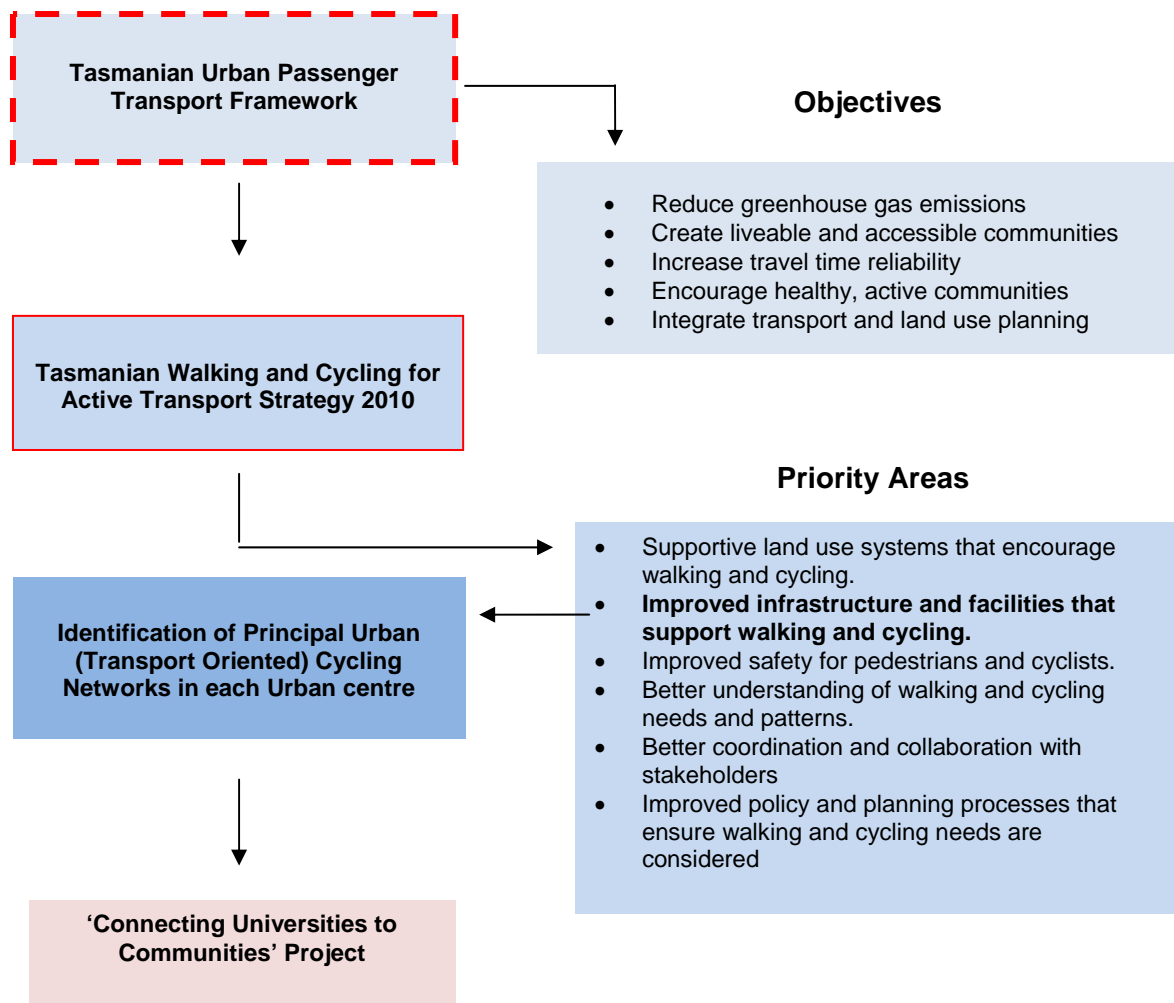 Tasmanian Urban Passenger
Transport Framework
Objectives
• Reduce greenhouse gas emissions
• Create liveable and accessible communities
• Increase travel time reliability
• Encourage healthy, active communities
• Integrate transport and land use planning
Tasmanian Walking and Cycling for
Active Transport Strategy 2010
Priority Areas
• Supportive land use systems that encourage
walking and cycling.
• Improved infrastructure and facilities that
support walking and cycling.
• Improved safety for pedestrians and cyclists.
• Better understanding of walking and cycling
needs and patterns.
• Better coordination and collaboration with
stakeholders
• Improved policy and planning processes that
ensure walking and cycling needs are
considered
Identification of Principal Urban
(Transport Oriented) Cycling
Networks in each Urban centre
‘Connecting Universities to
Communities’ Project